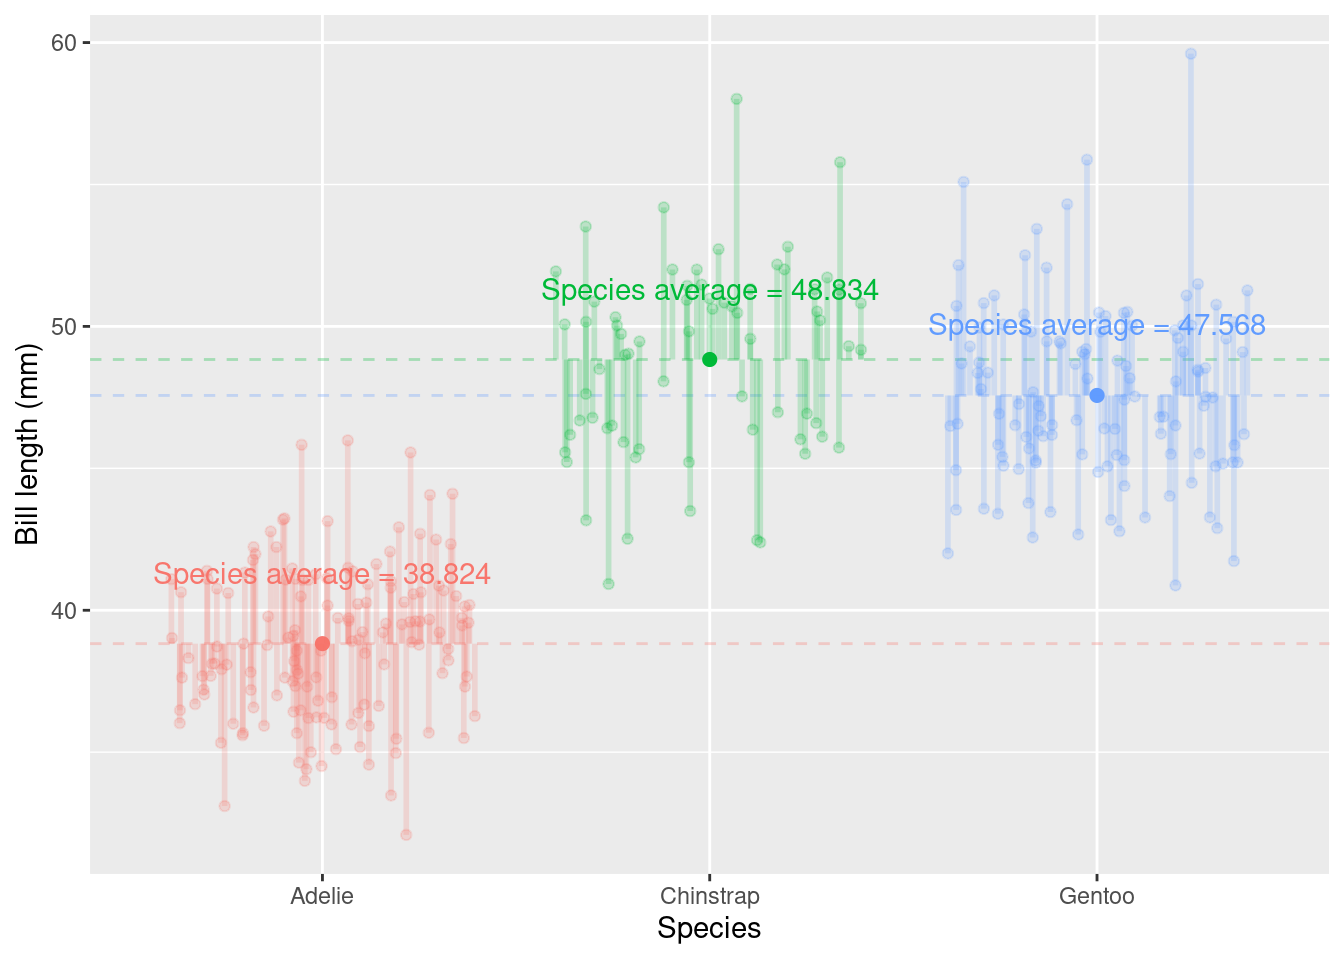 60
50
40
Bill length (mm)
Species average = 48.834
Species average = 47.568
Species average = 38.824
Adelie
Chinstrap
Gentoo
Species